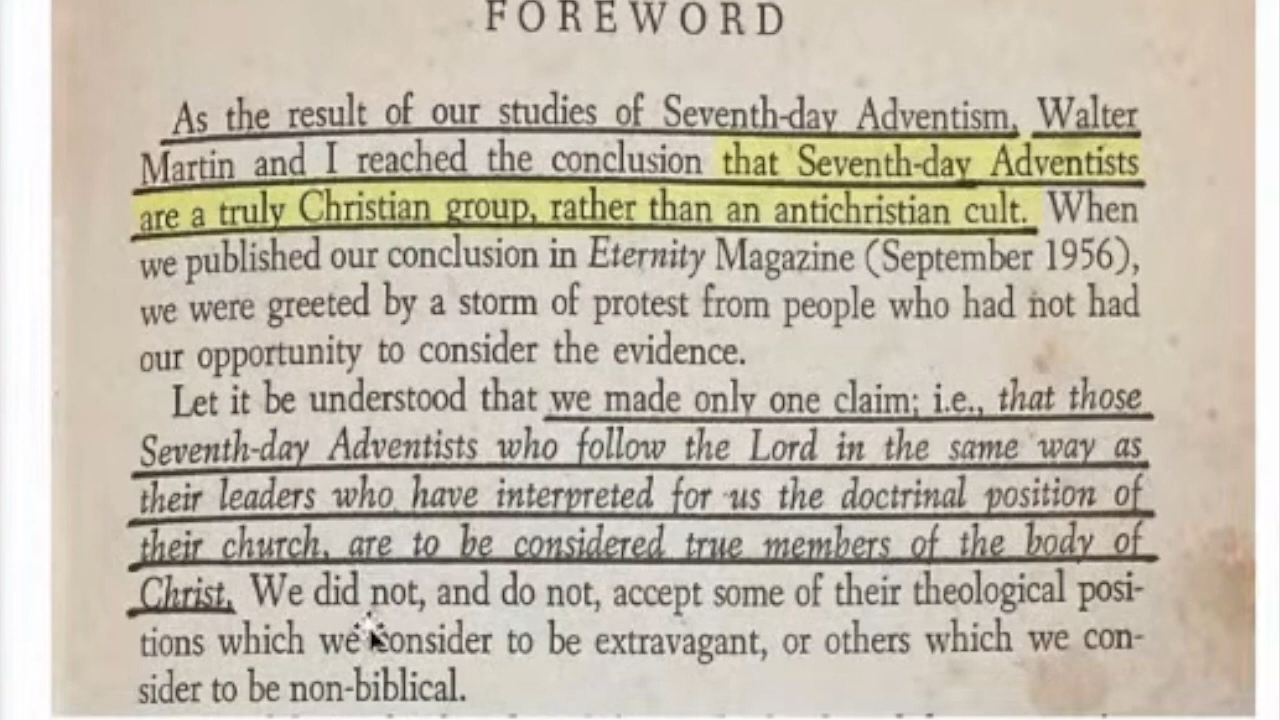 FOREWORD
As the result of our studies of Seventh-day Adventism, Walter
Martin and I reached the conclusion that Seventh-day Adventists
are a truly Christian group, rather than an antichristian cult. When
we published our conclusion in Eternity Magazine (September 1956),
we were greeted by a storm of protest from people who had not had
our opportunity to consider the evidence.
Let it be understood that we made only one claim; i.e., that those
Seventh-day Adventists who follow the Lord in the same way as
their leaders who have interpreted for us the doctrinal position of
their church, are to be considered true members of the body of
Christ. We did not, and do not, accept some of their theological posi-
tions which we consider to be extravagant, or others which we con-
sider to be non-biblical.